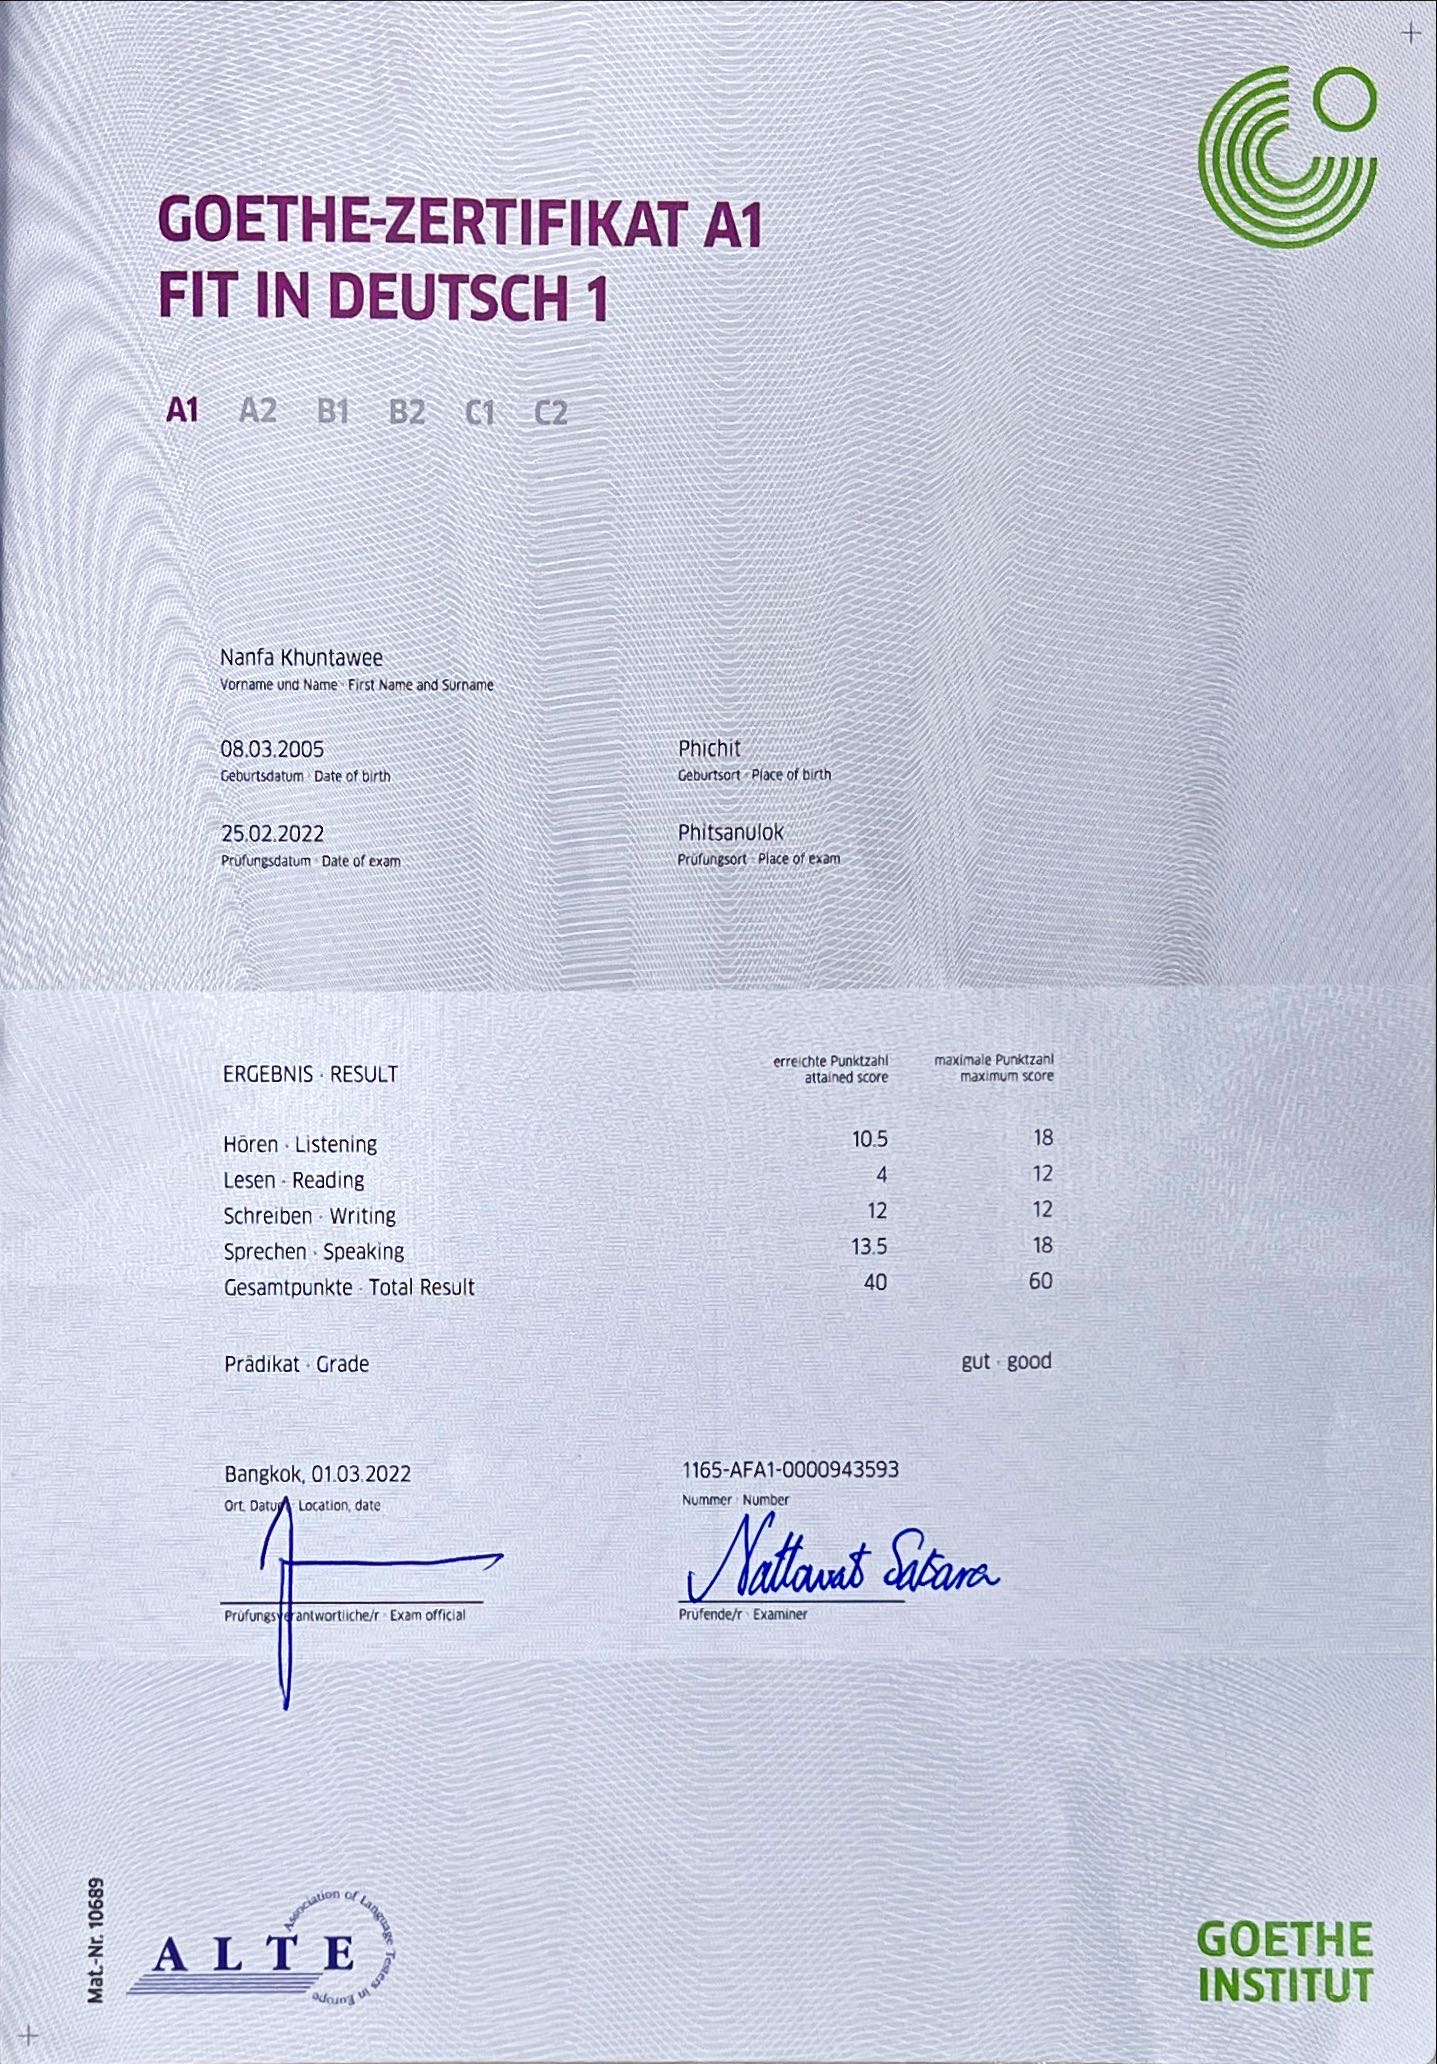 GOETHE-ZERTIFIKAT A1
FIT IN DEUTSCH 1
A1 A2 B1 B2 C1 C2
Nanfa Khuntawee
Vorname und Name · First Name and Surname
08.03.2005 Phichit
Geburtsdatum · Date of birth Geburtsort · Place of birth
25.02.2022 Phitsanulok
Prüfungsdatum · Date of exam Prüfungsort · Place of exam
erreichte Punktzahl maximale Punktzahl
ERGEBNIS · RESULT attained score maximum score
Hören · Listening 10.5 18
Lesen · Reading 4 12
Schreiben · Writing 12 12
Sprechen · Speaking 13.5 18
Gesamtpunkte · Total Result 40 60
Prädikat · Grade gut · good
Bangkok, 01.03.2022 1165-AFA1-0000943593
Ort, Datum · Location, date Nummer · Number
Nattawat
Prüfungsverantwortliche/r · Exam official Prüfende/r · Examiner
Mat.-Nr. 10689
ALTE
Association of Language Testers in Europe
GOETHE
INSTITUT